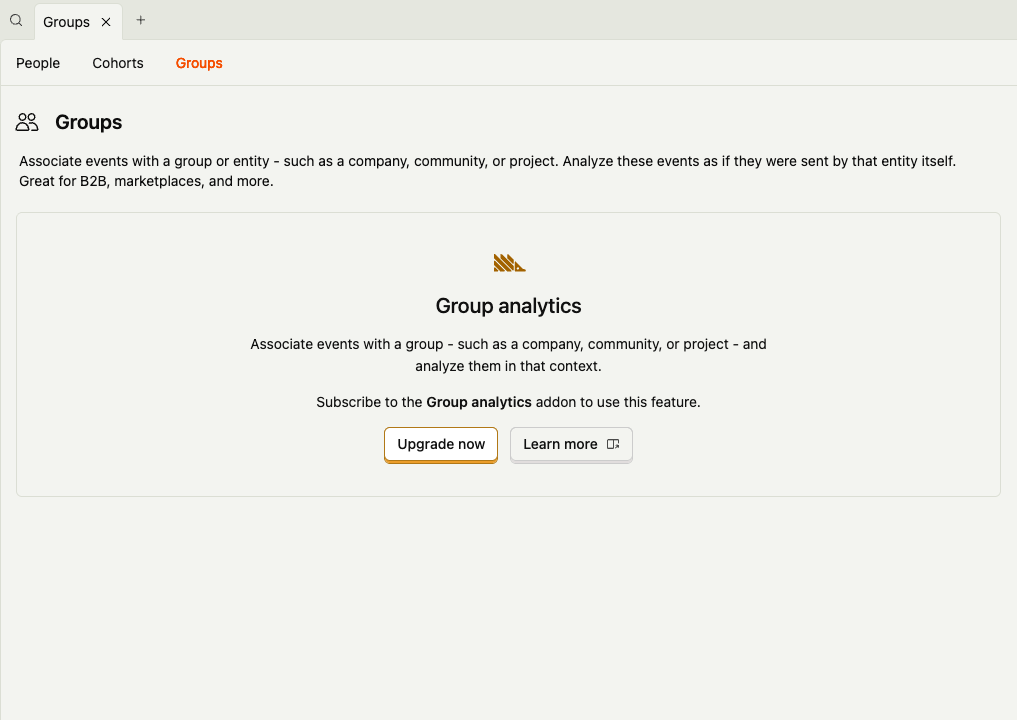 Groups
People Cohorts Groups
Groups
Associate events with a group or entity - such as a company, community, or project. Analyze these events as if they were sent by that entity itself.
Great for B2B, marketplaces, and more.
Group analytics
Associate events with a group - such as a company, community, or project - and
analyze them in that context.
Subscribe to the Group analytics addon to use this feature.
Upgrade now Learn more